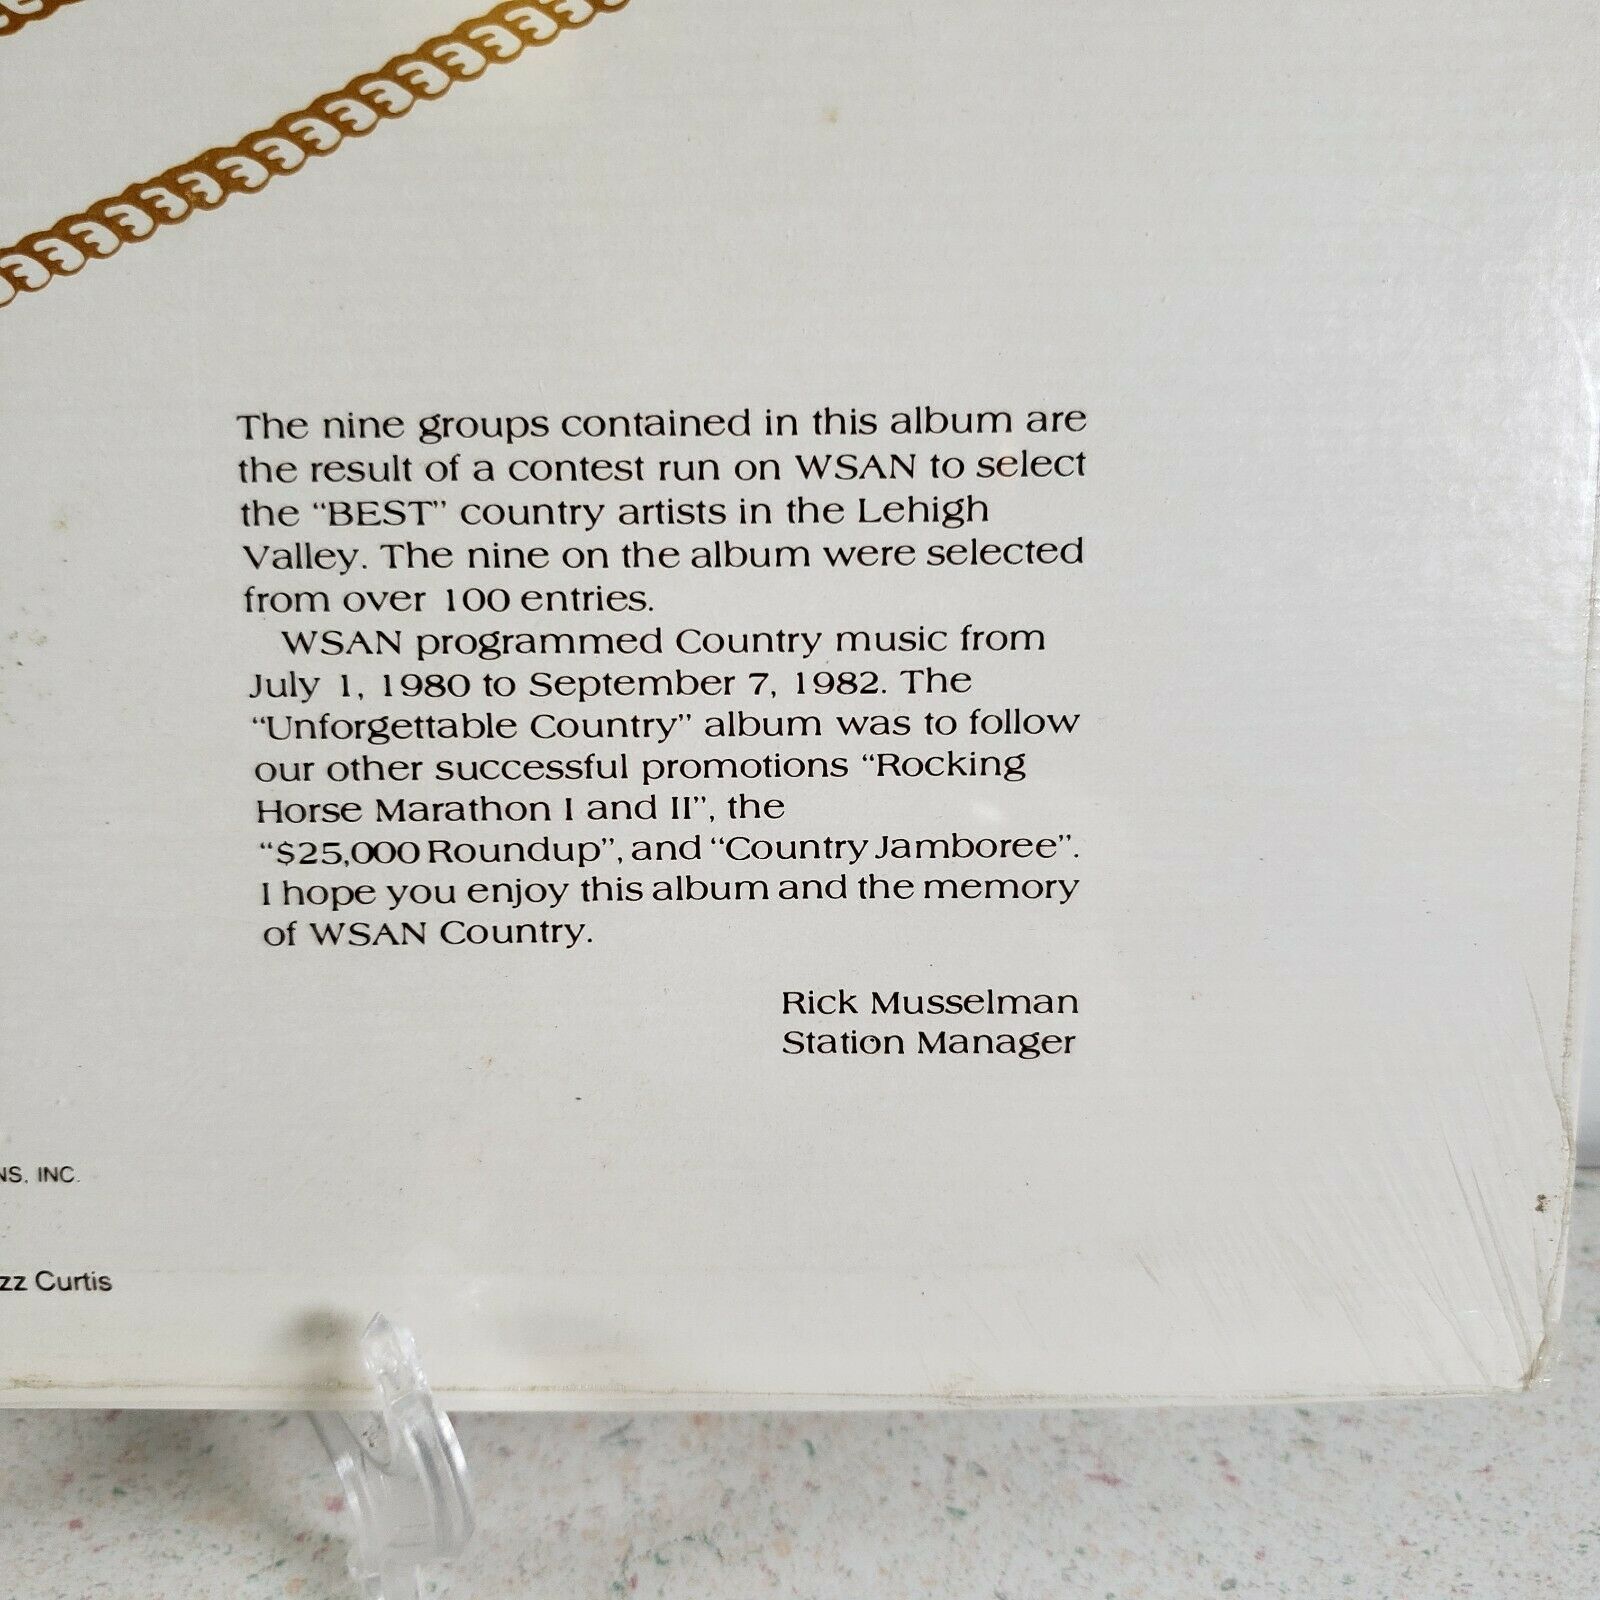 The nine groups contained in this album are
the result of a contest run on WSAN to select
the “BEST” country artists in the Lehigh
Valley. The nine on the album were selected
from over 100 entries.
WSAN programmed Country music from
July 1, 1980 to September 7, 1982. The
“Unforgettable Country” album was to follow
our other successful promotions “Rocking
Horse Marathon I and II”, the
“$25,000 Roundup”, and “Country Jamboree”.
I hope you enjoy this album and the memory
of WSAN Country.
Rick Musselman
Station Manager
INC.
Curtis